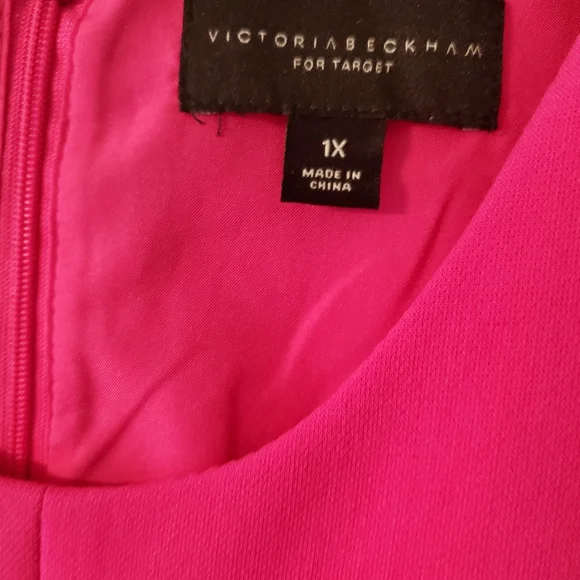 VICTORIABECKHAM
FOR TARGET
1X
MADE IN
CHINA